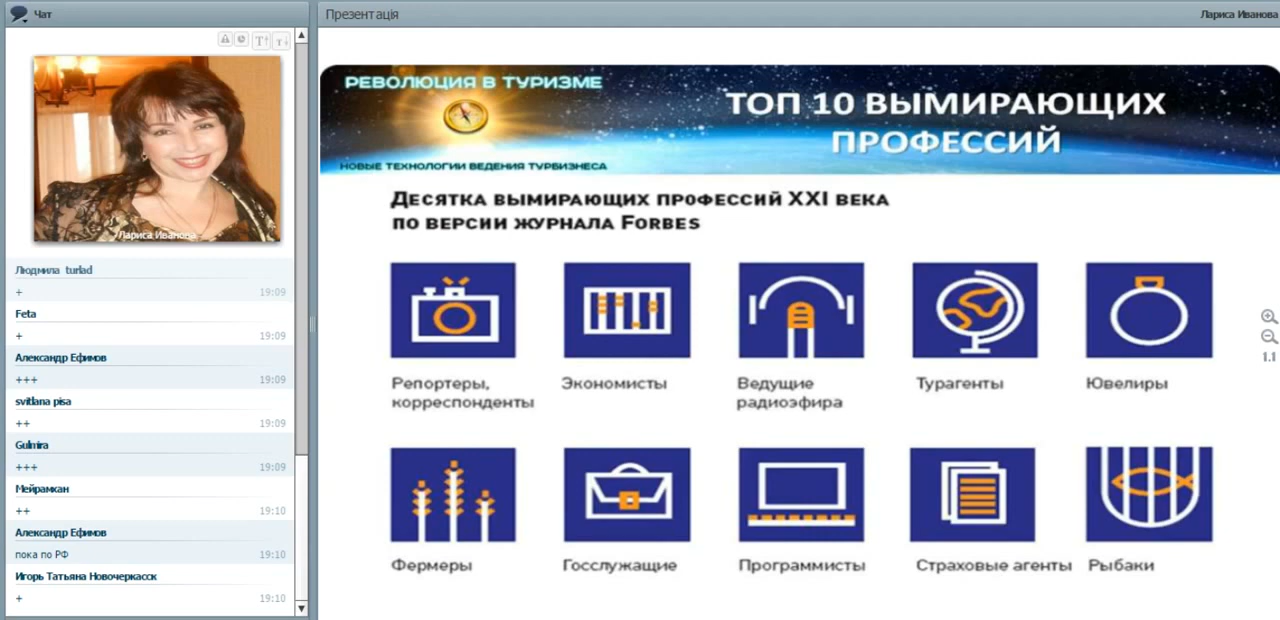 Чат
Лариса Иванова
Людмила turlad
+
19:09
Feta
+
19:09
Александр Ефимов
+++
19:09
svitlana pisa
++
19:09
Gulmira
+++
19:09
Мейрамкан
++
19:10
Александр Ефимов
пока по РФ
19:10
Игорь Татьяна Новочеркасск
+
19:10
Презентація
Лариса Иванова
РЕВОЛЮЦИЯ В ТУРИЗМЕ
НОВЫЕ ТЕХНОЛОГИИ ВЕДЕНИЯ ТУРБИЗНЕСА
ТОП 10 ВЫМИРАЮЩИХ
ПРОФЕССИЙ
ДЕСЯТКА ВЫМИРАЮЩИХ ПРОФЕССИЙ XXI ВЕКА
ПО ВЕРСИИ ЖУРНАЛА FORBES
Репортеры,
корреспонденты
Экономисты
Ведущие
радиоэфира
Турагенты
Ювелиры
Фермеры
Госслужащие
Программисты
Страховые агенты
Рыбаки
1:1